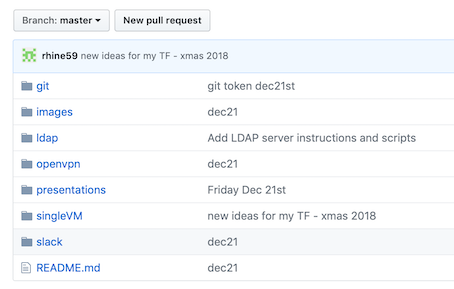 Branch: master New pull request
rhine59 new ideas for my TF - xmas 2018
git git token dec21st
images dec21
ldap Add LDAP server instructions and scripts
openvpn dec21
presentations Friday Dec 21st
singleVM new ideas for my TF - xmas 2018
slack dec21
README.md dec21